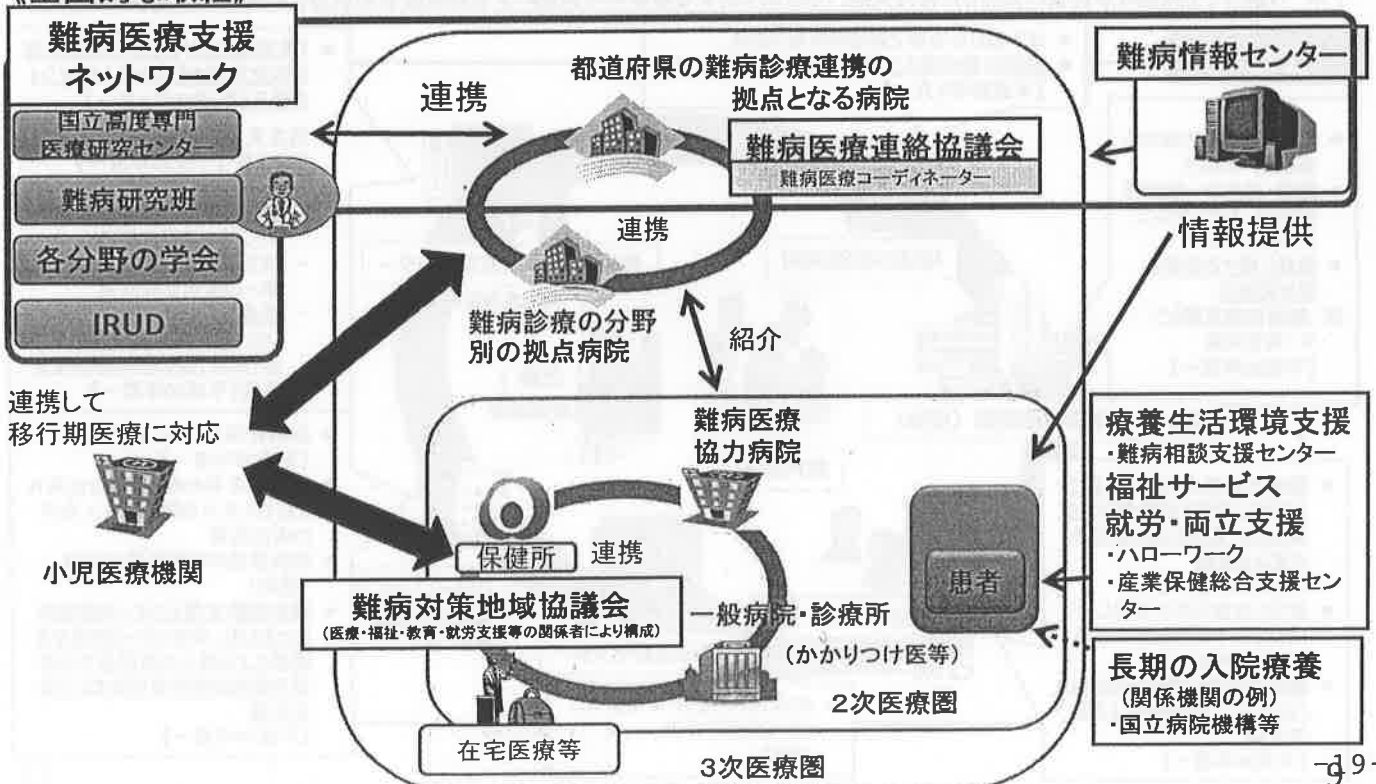 難病医療支援
ネットワーク
国立高度専門
医療研究センター
難病研究班
各分野の学会
IRUD
連携
都道府県の難病診療連携の
拠点となる病院
難病医療連絡協議会
難病医療コーディネーター
難病情報センター
連携
情報提供
難病診療の分野
別の拠点病院
紹介
連携して
移行期医療に対応
小児医療機関
難病医療
協力病院
保健所
連携
難病対策地域協議会
(医療・福祉・教育・就労支援等の関係者により構成)
一般病院・診療所
(かかりつけ医等)
患者
2次医療圏
在宅医療等
3次医療圏
療養生活環境支援
・難病相談支援センター
福祉サービス
就労・両立支援
・ハローワーク
・産業保健総合支援セン
ター
長期の入院療養
(関係機関の例)
・国立病院機構等
-19-
9